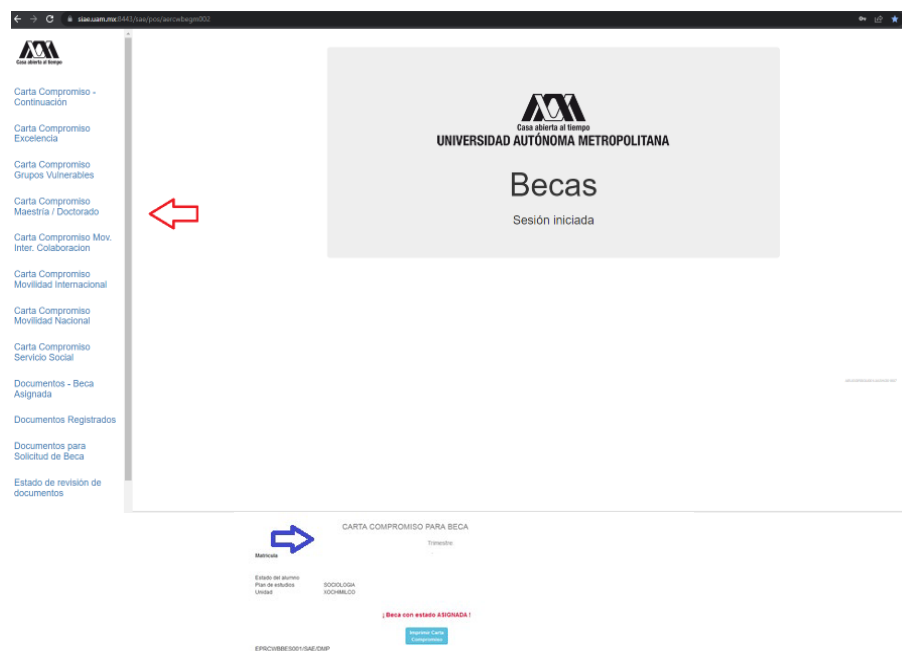 siae.uam.mx:8443/sae/pos/aercwbegm002
Casa abierta al tiempo
Carta Compromiso -
Continuación
Carta Compromiso
Excelencia
Carta Compromiso
Grupos Vulnerables
Carta Compromiso
Maestría / Doctorado
Carta Compromiso Mov.
Inter. Colaboracion
Carta Compromiso
Movilidad Internacional
Carta Compromiso
Movilidad Nacional
Carta Compromiso
Servicio Social
Documentos - Beca
Asignada
Documentos Registrados
Documentos para
Solicitud de Beca
Estado de revisión de
documentos
Casa abierta al tiempo
UNIVERSIDAD AUTÓNOMA METROPOLITANA
Becas
Sesión iniciada
CARTA COMPROMISO PARA BECA
Trimestre
Matrícula
Estado del alumno
Plan de estudios SOCIOLOGIA
Unidad XOCHIMILCO
¡ Beca con estado ASIGNADA !
Imprimir Carta
Compromiso
EPRCWBBES001/SAE/DNP